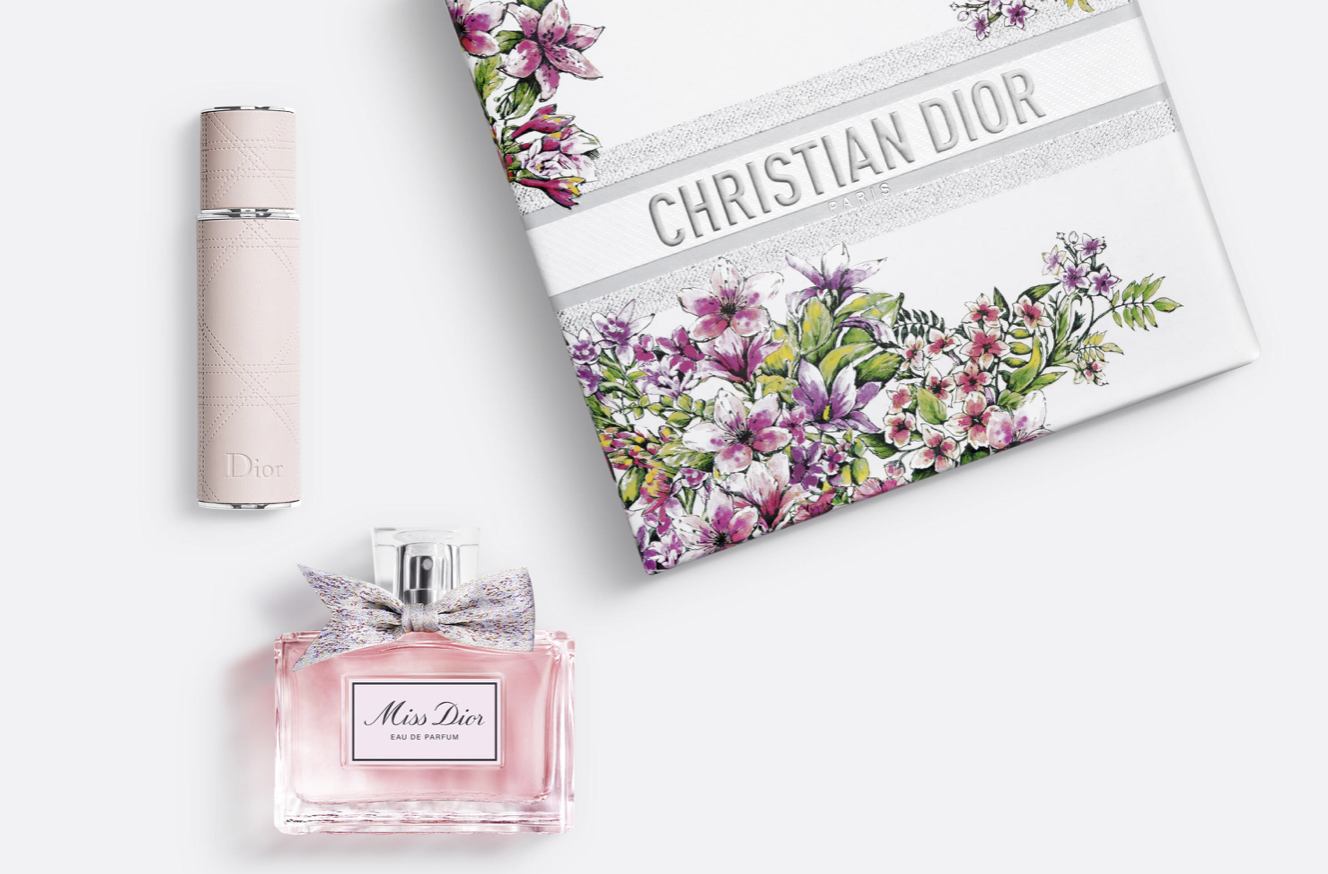 CHRISTIAN DIOR
PARIS
Dior
Miss Dior
EAU DE PARFUM